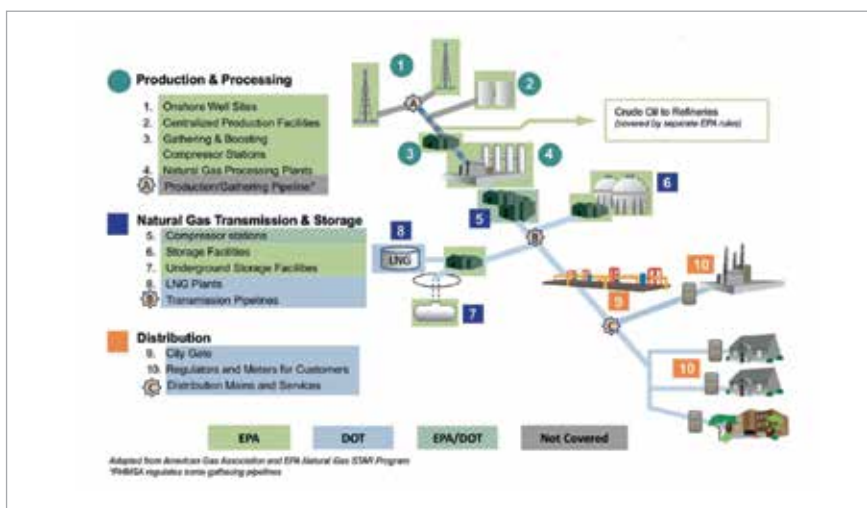 Production & Processing
1. Onshore Well Sites
2. Centralized Production Facilities
3. Gathering & Boosting
Compressor Stations
4. Natural Gas Processing Plants
A Production/Gathering Pipeline*
Natural Gas Transmission & Storage
5. Compressor stations
6. Storage Facilities
7. Underground Storage Facilities
8. LNG Plants
B Transmission Pipelines
Distribution
9. City Gate
10. Regulators and Meters for Customers
C Distribution Mains and Services
1
2
A
Crude Oil to Refineries
(covered by separate EPA rules)
3
4
5
6
8
LNG
B
7
9
10
C
10
EPA
DOT
EPA/DOT
Not Covered
Adapted from American Gas Association and EPA Natural Gas STAR Program
*PHMSA regulates some gathering pipelines